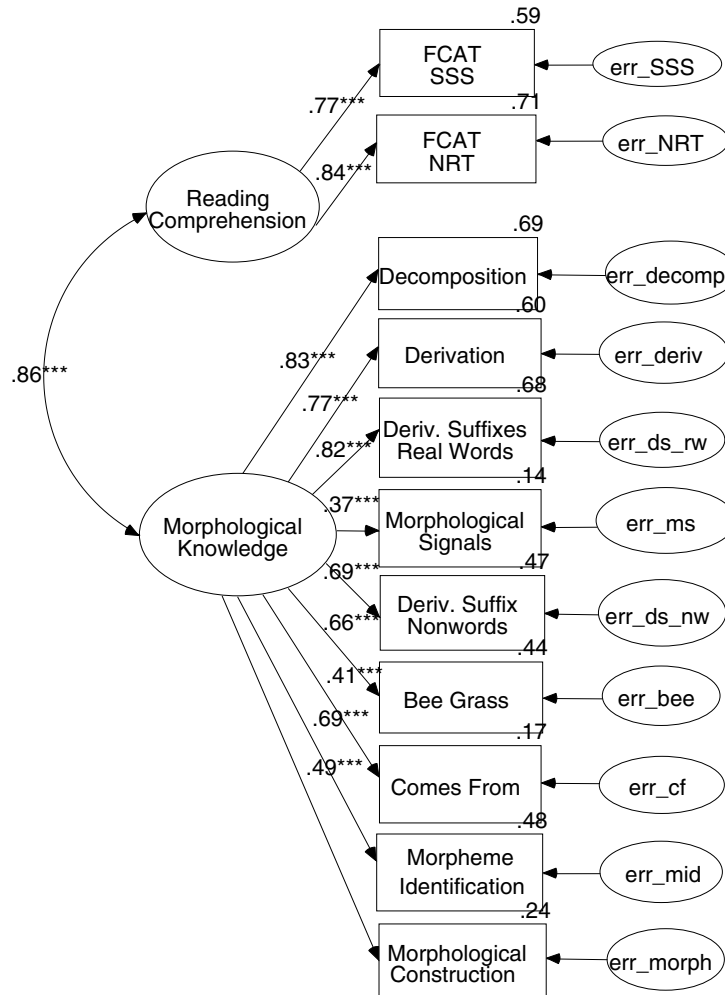 .59
FCAT
SSS
err_SSS
.77***
.71
FCAT
NRT
err_NRT
.84***
Reading
Comprehension
.69
Decomposition
err_decomp
.60
.86***
.83***
Derivation
err_deriv
.77***
.68
Deriv. Suffixes
Real Words
err_ds_rw
.82***
.14
.37***
Morphological
Signals
err_ms
Morphological
Knowledge
.47
.69***
Deriv. Suffix
Nonwords
err_ds_nw
.66***
.44
.41***
Bee Grass
err_bee
.69***
.17
.49***
Comes From
err_cf
.48
Morpheme
Identification
err_mid
.24
Morphological
Construction
err_morph